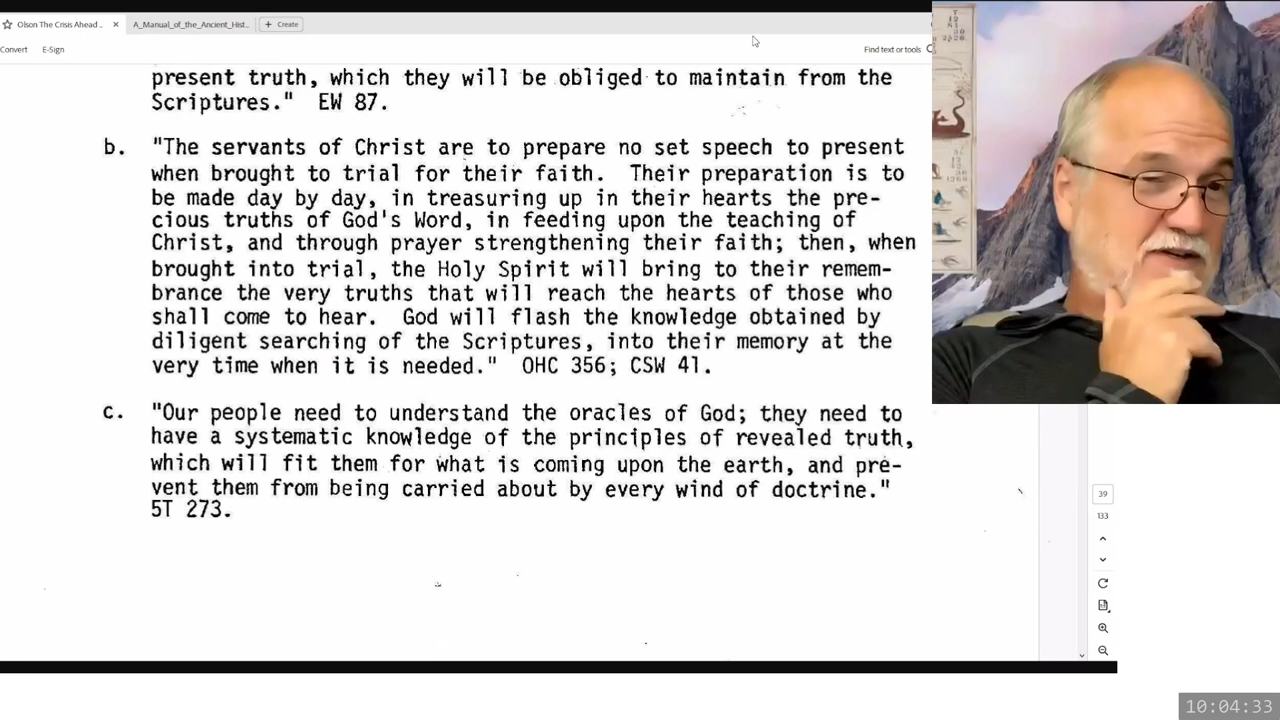 Olson The Crisis Ahead ..
A_Manual_of_the_Ancient_Hist..
+ Create
Convert
E-Sign
Find text or tools
present truth, which they will be obliged to maintain from the
Scriptures." EW 87.
b. "The servants of Christ are to prepare no set speech to present
when brought to trial for their faith. Their preparation is to
be made day by day, in treasuring up in their hearts the pre-
cious truths of God's Word, in feeding upon the teaching of
Christ, and through prayer strengthening their faith; then, when
brought into trial, the Holy Spirit will bring to their remem-
brance the very truths that will reach the hearts of those who
shall come to hear. God will flash the knowledge obtained by
diligent searching of the Scriptures, into their memory at the
very time when it is needed." OHC 356; CSW 41.
c. "Our people need to understand the oracles of God; they need to
have a systematic knowledge of the principles of revealed truth,
which will fit them for what is coming upon the earth, and pre-
vent them from being carried about by every wind of doctrine."
5T 273.
39
133
10:04:33